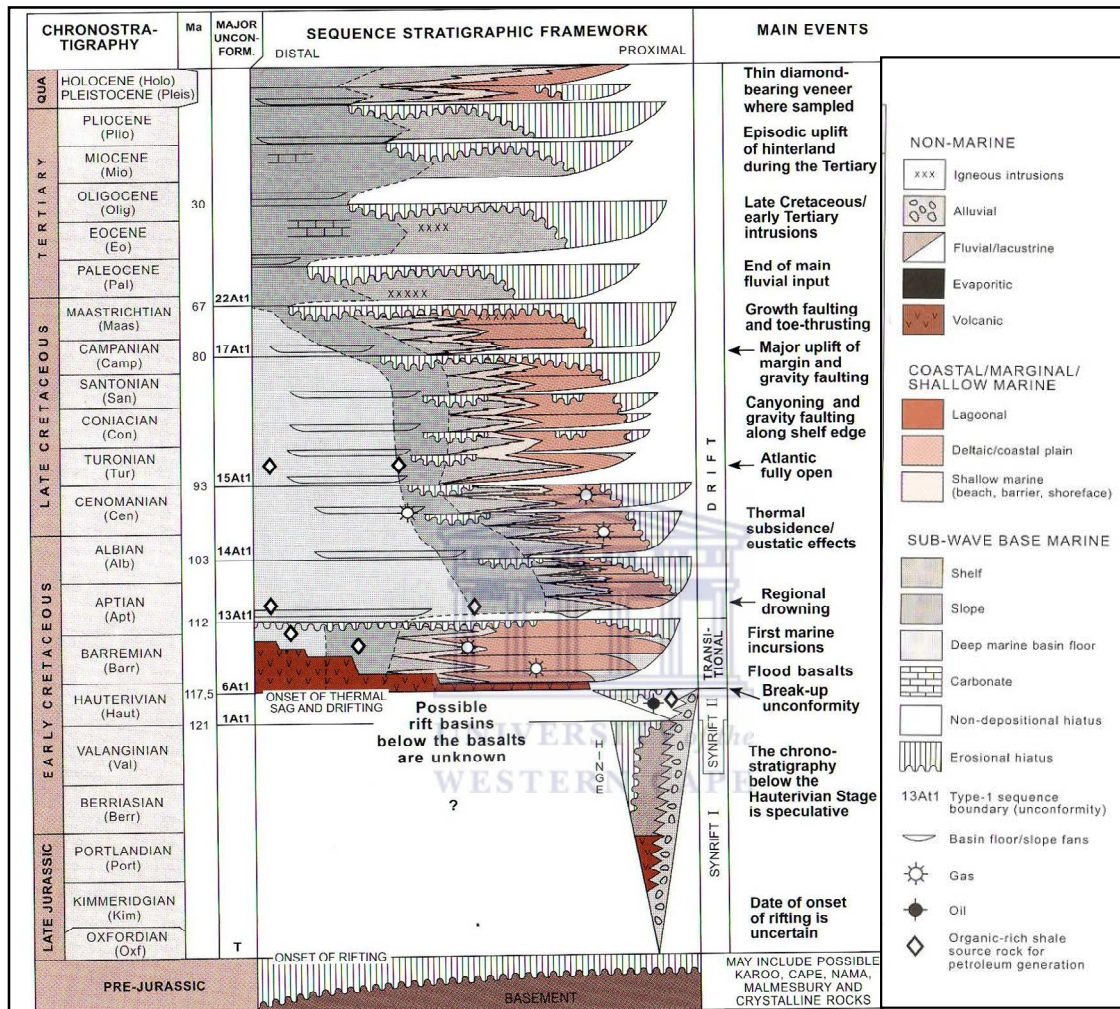 CHRONOSTRA-
TIGRAPHY
Ma
MAJOR
UNCON-
FORM.
SEQUENCE STRATIGRAPHIC FRAMEWORK
DISTAL
PROXIMAL
MAIN EVENTS
QUA
HOLOCENE (Holo)
PLEISTOCENE (Pleis)
TERTIARY
PLIOCENE
(Plio)
MIOCENE
(Mio)
OLIGOCENE
(Olig)
30
EOCENE
(Eo)
PALEOCENE
(Pal)
22At1
67
LATE CRETACEOUS
MAASTRICHTIAN
(Maas)
17At1
CAMPANIAN
(Camp)
80
SANTONIAN
(San)
CONIACIAN
(Con)
TURONIAN
(Tur)
15At1
93
CENOMANIAN
(Cen)
EARLY CRETACEOUS
ALBIAN
(Alb)
14At1
103
APTIAN
(Apt)
13At1
112
BARREMIAN
(Barr)
6At1
117.5
HAUTERIVIAN
(Haut)
1At1
121
VALANGINIAN
(Val)
BERRIASIAN
(Berr)
LATE JURASSIC
PORTLANDIAN
(Port)
KIMMERIDGIAN
(Kim)
OXFORDIAN
(Oxf)
T
PRE-JURASSIC
xxxx
xxxxx
xxxxx
ONSET OF THERMAL
SAG AND DRIFTING
Possible
rift basins
below the basalts
are unknown
?
HINGE
ONSET OF RIFTING
BASEMENT
UNIVERSITY of the
WESTERN CAPE
DRIFT
TRANSI-
TIONAL
SYNRIFT II
SYNRIFT I
Thin diamond-
bearing veneer
where sampled
Episodic uplift
of hinterland
during the Tertiary
Late Cretaceous/
early Tertiary
intrusions
End of main
fluvial input
Growth faulting
and toe-thrusting
Major uplift of
margin and
gravity faulting
Canyoning and
gravity faulting
along shelf edge
Atlantic
fully open
Thermal
subsidence/
eustatic effects
Regional
drowning
First marine
incursions
Flood basalts
Break-up
unconformity
The chrono-
stratigraphy
below the
Hauterivian Stage
is speculative
Date of onset
of rifting is
uncertain
MAY INCLUDE POSSIBLE
KAROO, CAPE, NAMA,
MALMESBURY AND
CRYSTALLINE ROCKS
NON-MARINE
xxx Igneous intrusions
Alluvial
Fluvial/lacustrine
Evaporitic
Volcanic
COASTAL/MARGINAL/
SHALLOW MARINE
Lagoonal
Deltaic/coastal plain
Shallow marine
(beach, barrier, shoreface)
SUB-WAVE BASE MARINE
Shelf
Slope
Deep marine basin floor
Carbonate
Non-depositional hiatus
Erosional hiatus
13At1 Type-1 sequence
boundary (unconformity)
Basin floor/slope fans
Gas
Oil
Organic-rich shale
source rock for
petroleum generation